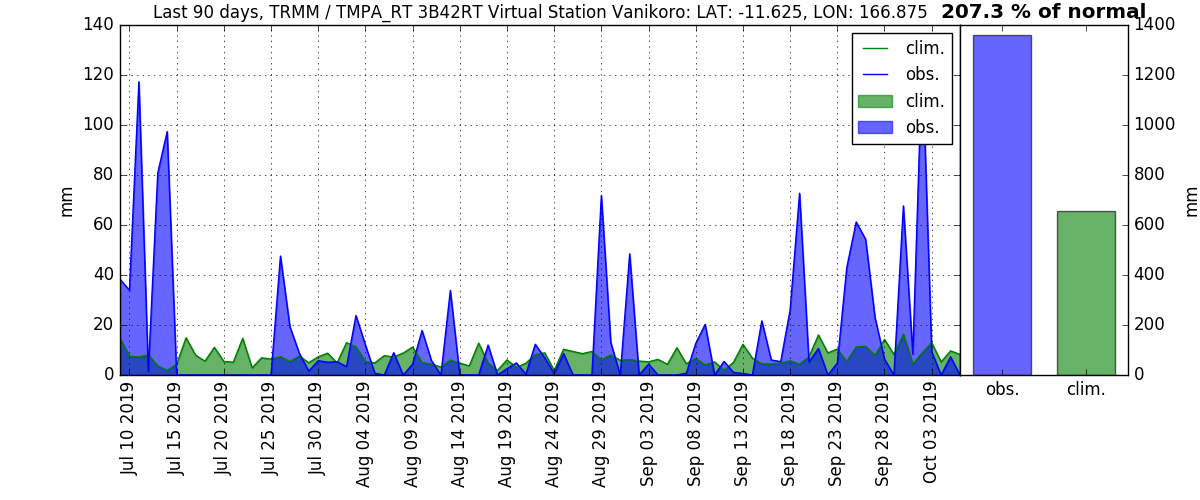 Last 90 days, TRMM / TMPA_RT 3B42RT Virtual Station Vanikoro: LAT: -11.625, LON: 166.875 207.3 % of normal
140
120
100
80
60
40
20
0
mm
clim.
obs.
clim.
obs.
1400
1200
1000
800
600
400
200
0
mm
Jul 10 2019
Jul 15 2019
Jul 20 2019
Jul 25 2019
Jul 30 2019
Aug 04 2019
Aug 09 2019
Aug 14 2019
Aug 19 2019
Aug 24 2019
Aug 29 2019
Sep 03 2019
Sep 08 2019
Sep 13 2019
Sep 18 2019
Sep 23 2019
Sep 28 2019
Oct 03 2019
obs.
clim.